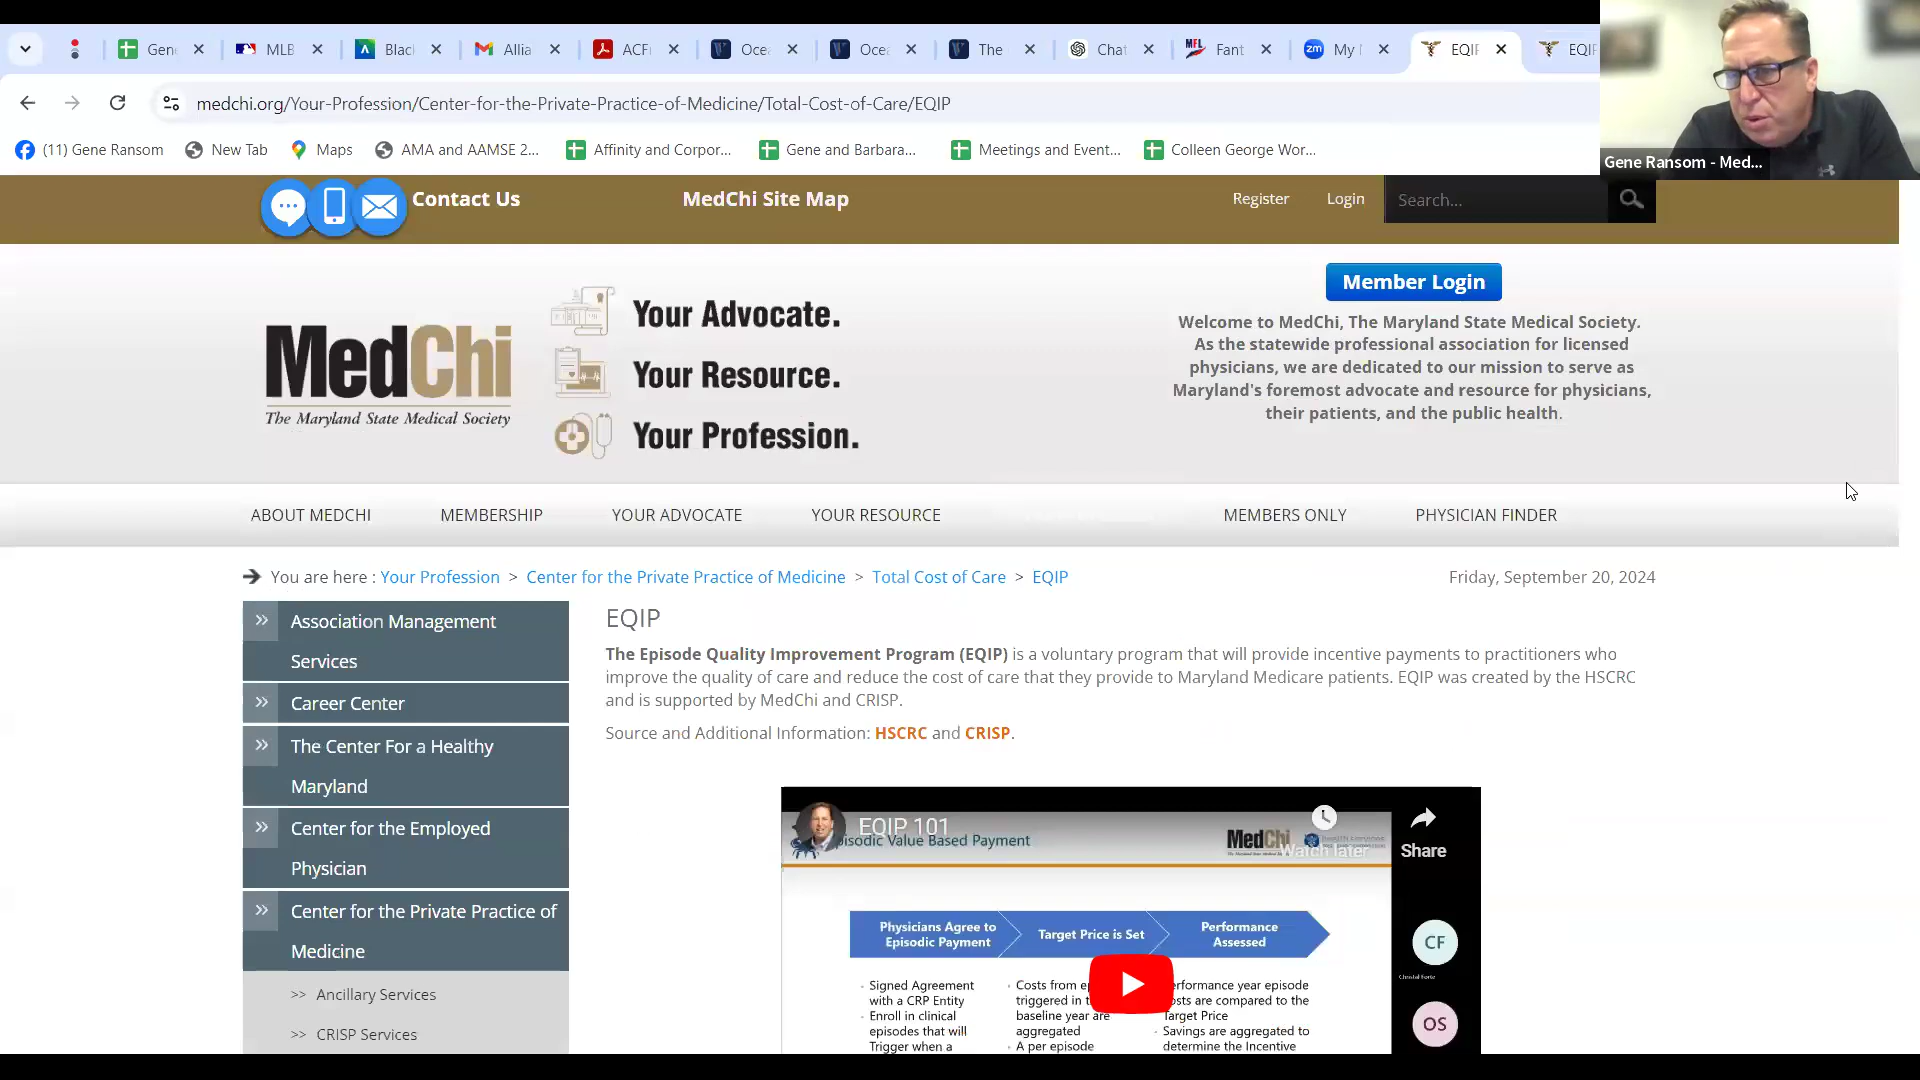 Gen
MLB
Blac
Allia
ACF
Ocea
Ocea
The
Chat
Fant
My
EQIP
EQIP
medchi.org/Your-Profession/Center-for-the-Private-Practice-of-Medicine/Total-Cost-of-Care/EQIP
(11) Gene Ransom
New Tab
Maps
AMA and AAMSE 2...
Affinity and Corpor...
Gene and Barbara...
Meetings and Event...
Colleen George Wor...
Gene Ransom - Med...
Contact Us
MedChi Site Map
Register
Login
Search...
MedChi
The Maryland State Medical Society
Your Advocate.
Your Resource.
Your Profession.
Member Login
Welcome to MedChi, The Maryland State Medical Society.
As the statewide professional association for licensed
physicians, we are dedicated to our mission to serve as
Maryland's foremost advocate and resource for physicians,
their patients, and the public health.
ABOUT MEDCHI
MEMBERSHIP
YOUR ADVOCATE
YOUR RESOURCE
MEMBERS ONLY
PHYSICIAN FINDER
You are here : Your Profession > Center for the Private Practice of Medicine > Total Cost of Care > EQIP
Friday, September 20, 2024
Association Management
Services
Career Center
The Center For a Healthy
Maryland
Center for the Employed
Physician
Center for the Private Practice of
Medicine
>> Ancillary Services
>> CRISP Services
EQIP
The Episode Quality Improvement Program (EQIP) is a voluntary program that will provide incentive payments to practitioners who
improve the quality of care and reduce the cost of care that they provide to Maryland Medicare patients. EQIP was created by the HSCRC
and is supported by MedChi and CRISP.
Source and Additional Information: HSCRC and CRISP.
EQIP 101
pisodic Value Based Payment
MedChi
Watch later
Share
Physicians Agree to
Episodic Payment
Target Price is Set
Performance
Assessed
- Signed Agreement
with a CRP Entity
- Enroll in clinical
episodes that will
Trigger when a
- Costs from ep
triggered in t
baseline year are
aggregated
- A per episode
erformance year episode
osts are compared to the
Target Price
- Savings are aggregated to
determine the Incentive
CF
OS